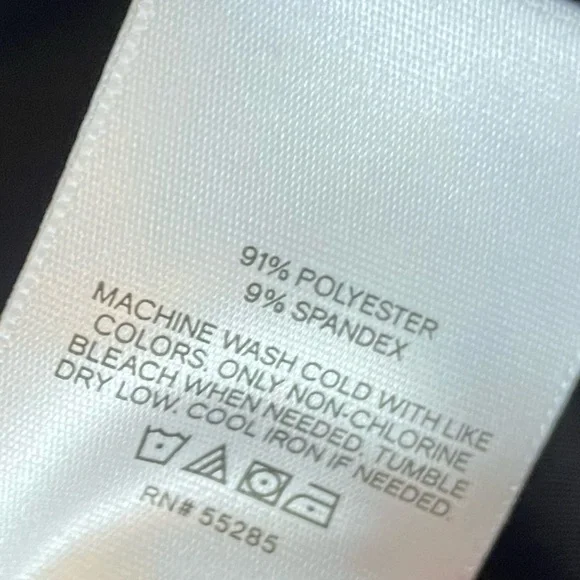 91% POLYESTER
9% SPANDEX
MACHINE WASH COLD WITH LIKE
COLORS. ONLY NON-CHLORINE
BLEACH WHEN NEEDED. TUMBLE
DRY LOW. COOL IRON IF NEEDED.
RN# 55285